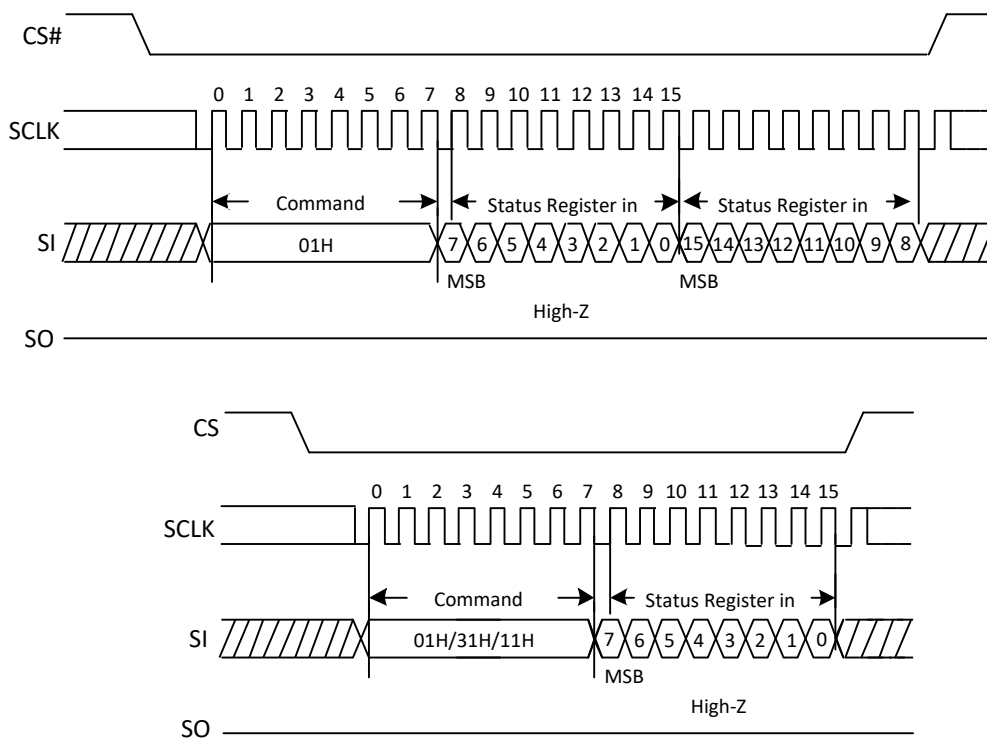 CS#
0 1 2 3 4 5 6 7 8 9 10 11 12 13 14 15
SCLK
Command Status Register in Status Register in
SI 01H 7 6 5 4 3 2 1 0 15 14 13 12 11 10 9 8
MSB MSB
High-Z
SO
CS
0 1 2 3 4 5 6 7 8 9 10 11 12 13 14 15
SCLK
Command Status Register in
SI 01H/31H/11H 7 6 5 4 3 2 1 0
MSB
High-Z
SO